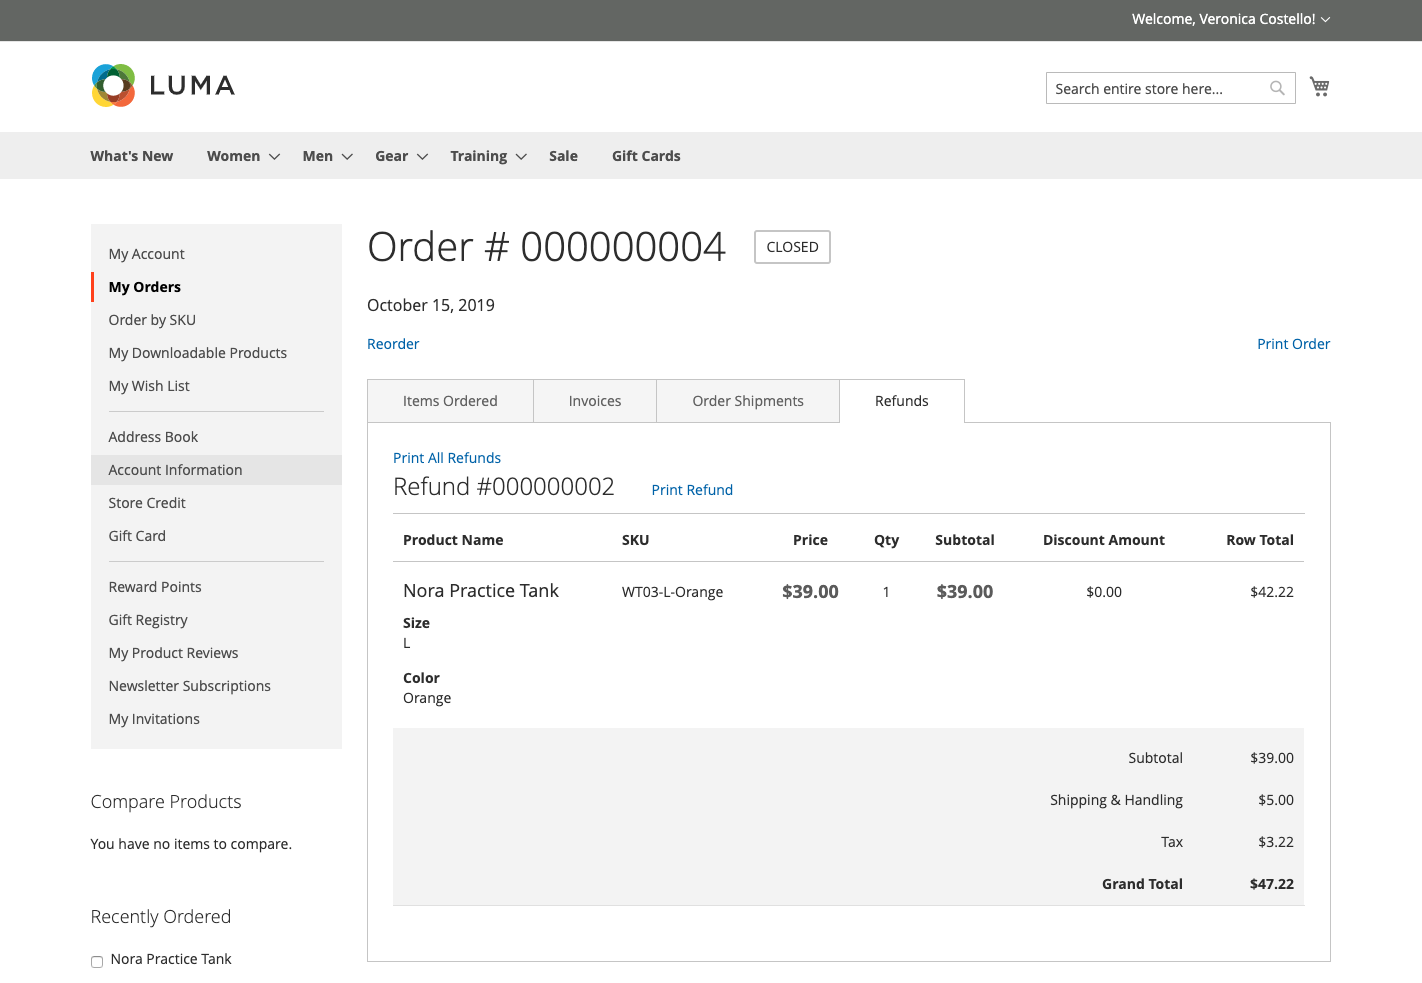 Welcome, Veronica Costello!
LUMA
Search entire store here...
What's New Women Men Gear Training Sale Gift Cards
My Account
My Orders
Order by SKU
My Downloadable Products
My Wish List
Address Book
Account Information
Store Credit
Gift Card
Reward Points
Gift Registry
My Product Reviews
Newsletter Subscriptions
My Invitations
Compare Products
You have no items to compare.
Recently Ordered
Nora Practice Tank
Order # 000000004 CLOSED
October 15, 2019
Reorder Print Order
Items Ordered Invoices Order Shipments Refunds
Print All Refunds
Refund #000000002 Print Refund
Product Name SKU Price Qty Subtotal Discount Amount Row Total
Nora Practice Tank WT03-L-Orange $39.00 1 $39.00 $0.00 $42.22
Size
L
Color
Orange
Subtotal $39.00
Shipping & Handling $5.00
Tax $3.22
Grand Total $47.22